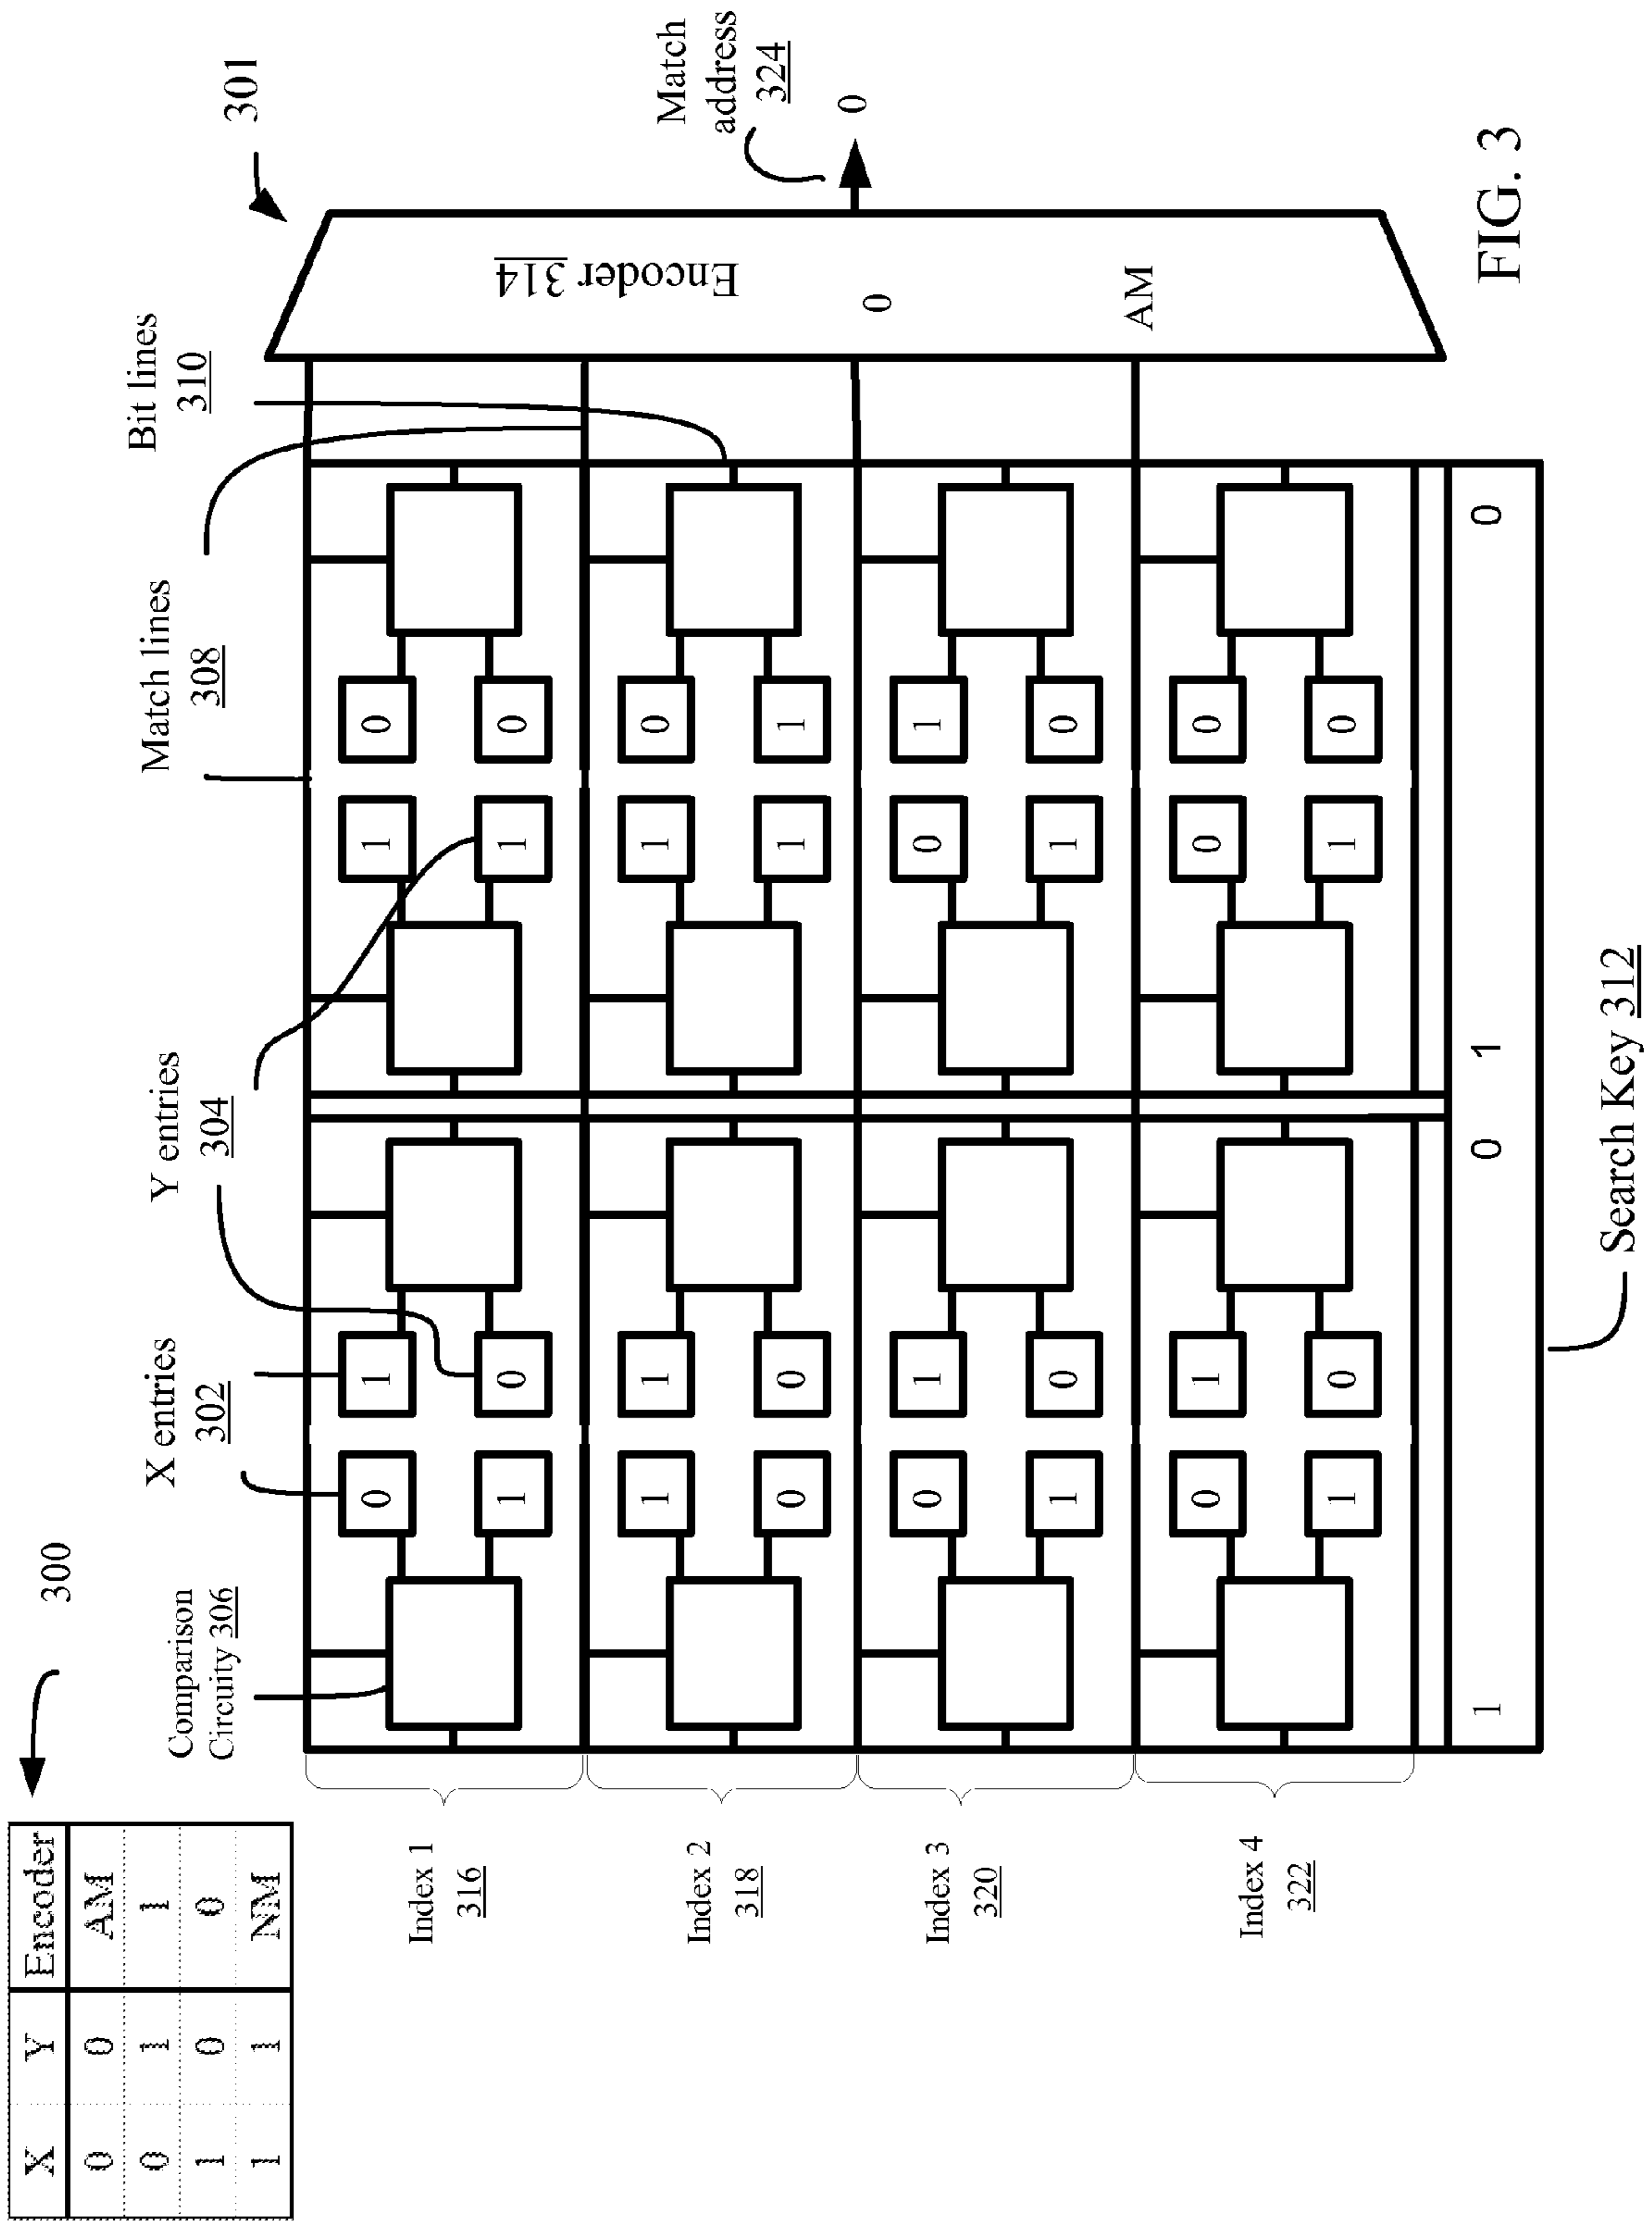 300
X Y Encoder
0 0 AM
0 1 1
1 0 0
1 1 NM
Comparison
Circuity 306
X entries
302
Y entries
304
Match lines
308
Bit lines
310
301
Index 1
316
0 1 1 0
1 0 1 0
Index 2
318
1 1 1 0
0 0 1 1
Index 3
320
0 1 0 1
1 0 1 0
Index 4
322
0 1 0 0
1 0 1 0
Encoder 314
0
AM
Match
address
324
0
1 0 1 0
Search Key 312
FIG. 3